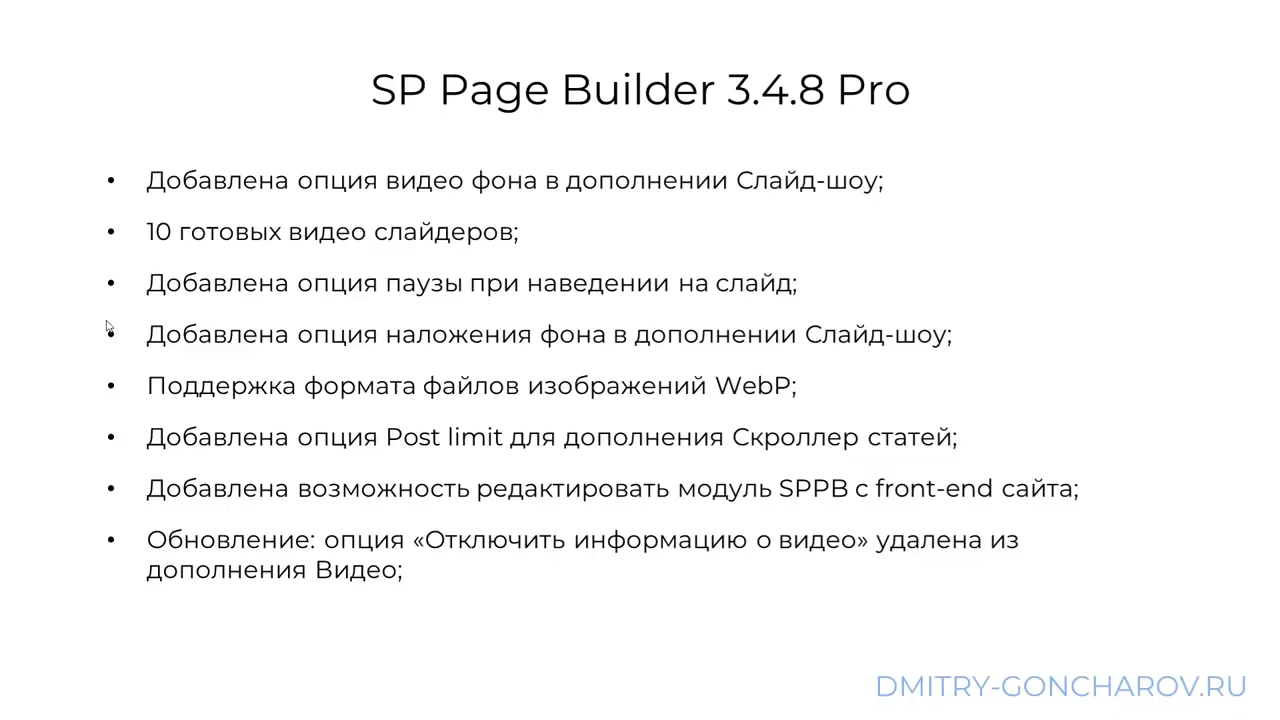 SP Page Builder 3.4.8 Pro
• Добавлена опция видео фона в дополнении Слайд-шоу;
• 10 готовых видео слайдеров;
• Добавлена опция паузы при наведении на слайд;
• Добавлена опция наложения фона в дополнении Слайд-шоу;
• Поддержка формата файлов изображений WebP;
• Добавлена опция Post limit для дополнения Скроллер статей;
• Добавлена возможность редактировать модуль SPPB с front-end сайта;
• Обновление: опция «Отключить информацию о видео» удалена из
дополнения Видео;
DMITRY-GONCHAROV.RU